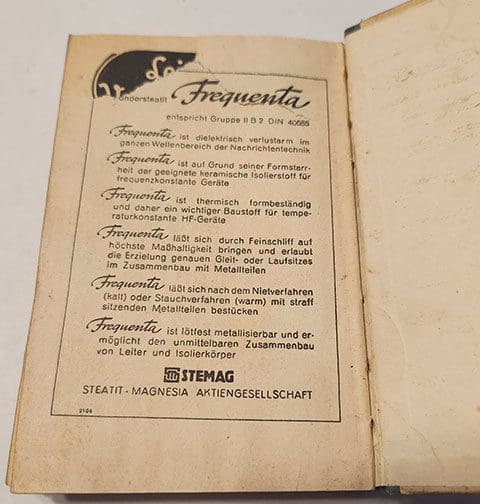 Sondersteatit Frequenta
entspricht Gruppe II B 2 DIN 40685
Frequenta ist dielektrisch verlustarm im
ganzen Wellenbereich der Nachrichtentechnik
Frequenta ist auf Grund seiner Formstarr-
heit der geeignete keramische Isolierstoff für
frequenzkonstante Geräte
Frequenta ist thermisch formbeständig
und daher ein wichtiger Baustoff für tempe-
raturkonstante HF-Geräte
Frequenta läßt sich durch Feinschliff auf
höchste Maßhaltigkeit bringen und erlaubt
die Erzielung genauen Gleit- oder Laufsitzes
im Zusammenbau mit Metallteilen
Frequenta läßt sich nach dem Nietverfahren
(kalt) oder Stauchverfahren (warm) mit straff
sitzenden Metallteilen bestücken
Frequenta ist lötfest metallisierbar und er-
möglicht den unmittelbaren Zusammenbau
von Leiter und Isolierkörper
STEMAG
STEATIT-MAGNESIA AKTIENGESELLSCHAFT